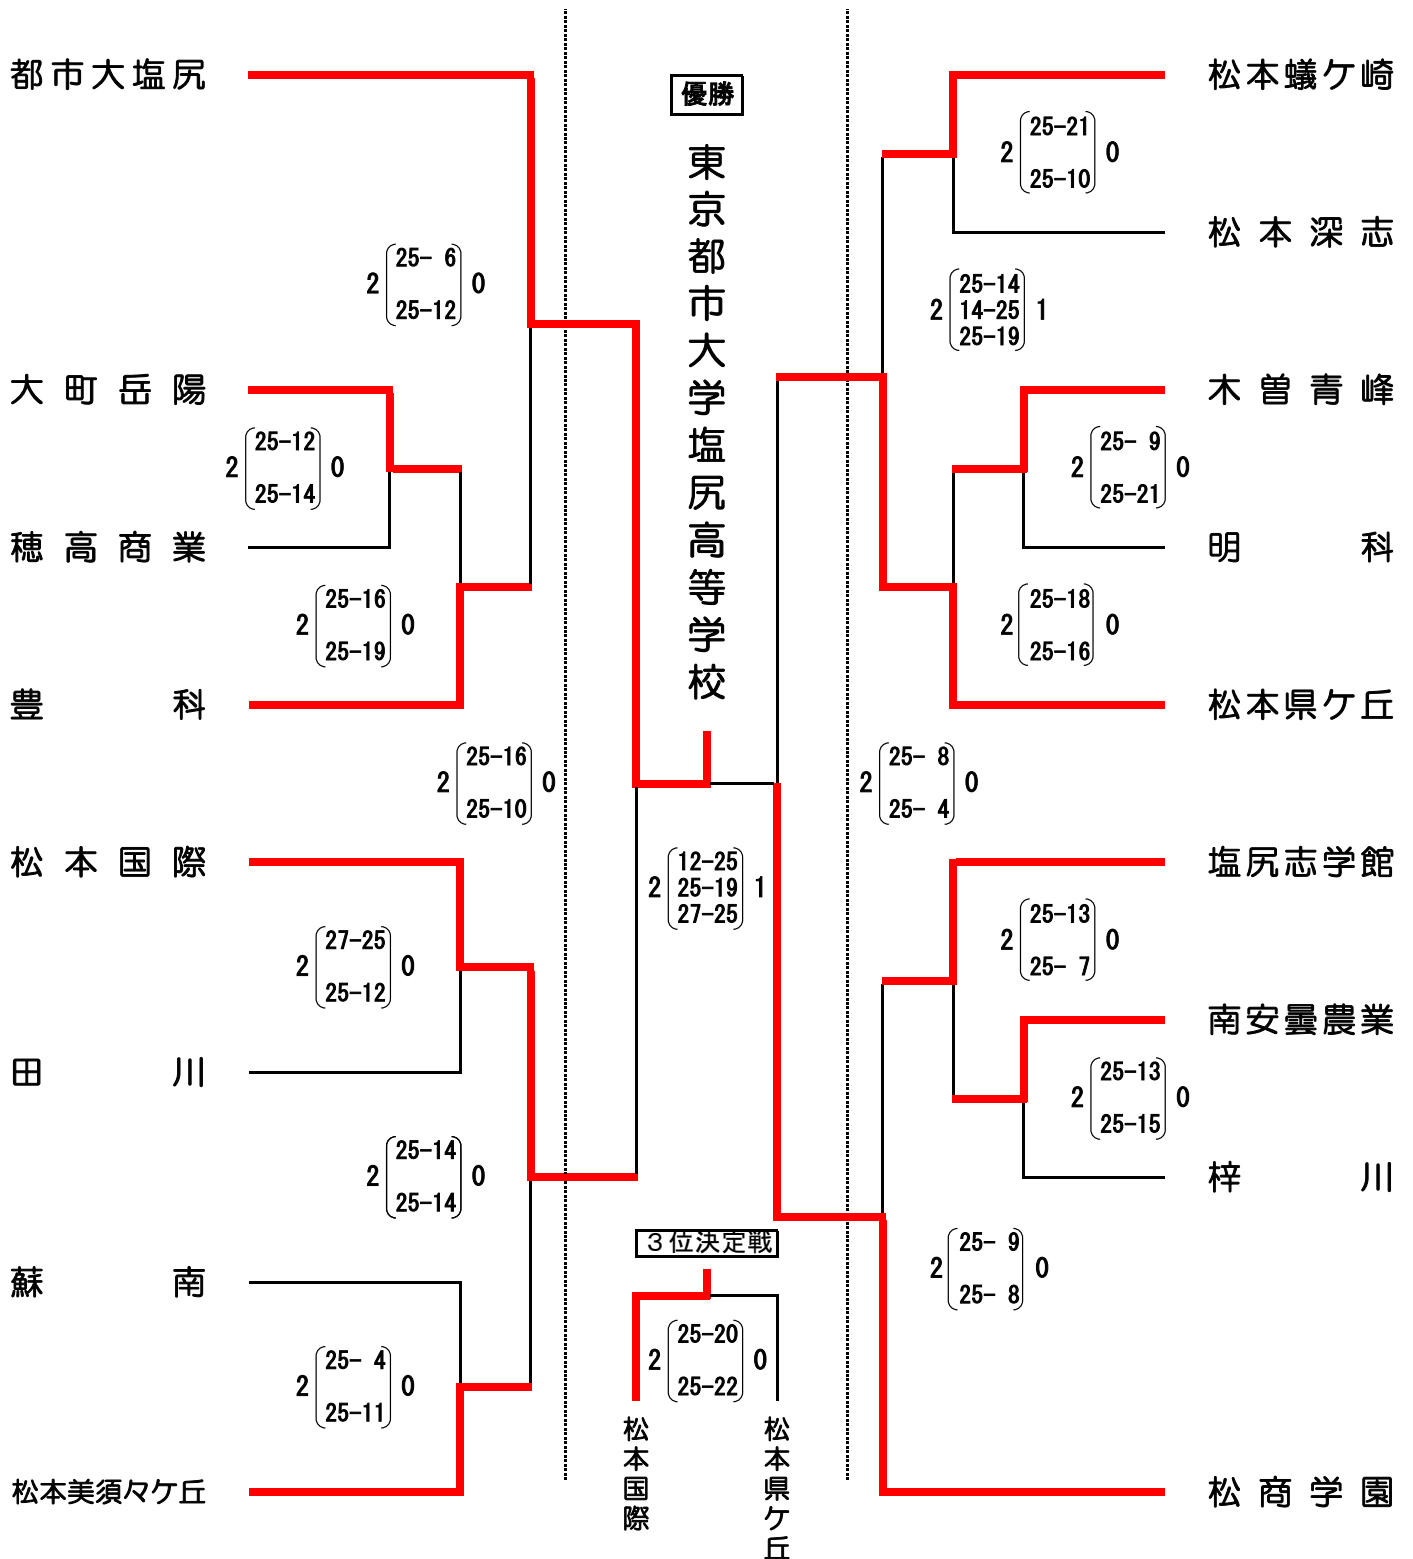 都市大塩尻
2 25- 6 0
25-12
大町岳陽
2 25-12 0
25-14
穂高商業
2 25-16 0
25-19
豊科
2 25-16 0
25-10
松本国際
2 27-25 0
25-12
田川
2 25-14 0
25-14
蘇南
2 25- 4 0
25-11
松本美須々ケ丘
優勝
東京都市大学塩尻高等学校
12-25
2 25-19 1
27-25
3位決定戦
2 25-20 0
25-22
松本国際
松本県ケ丘
松本蟻ケ崎
2 25-21 0
25-10
松本深志
25-14
2 14-25 1
25-19
木曽青峰
2 25- 9 0
25-21
明科
2 25-18 0
25-16
松本県ケ丘
2 25- 8 0
25- 4
塩尻志学館
2 25-13 0
25- 7
南安曇農業
2 25-13 0
25-15
梓川
2 25- 9 0
25- 8
松商学園